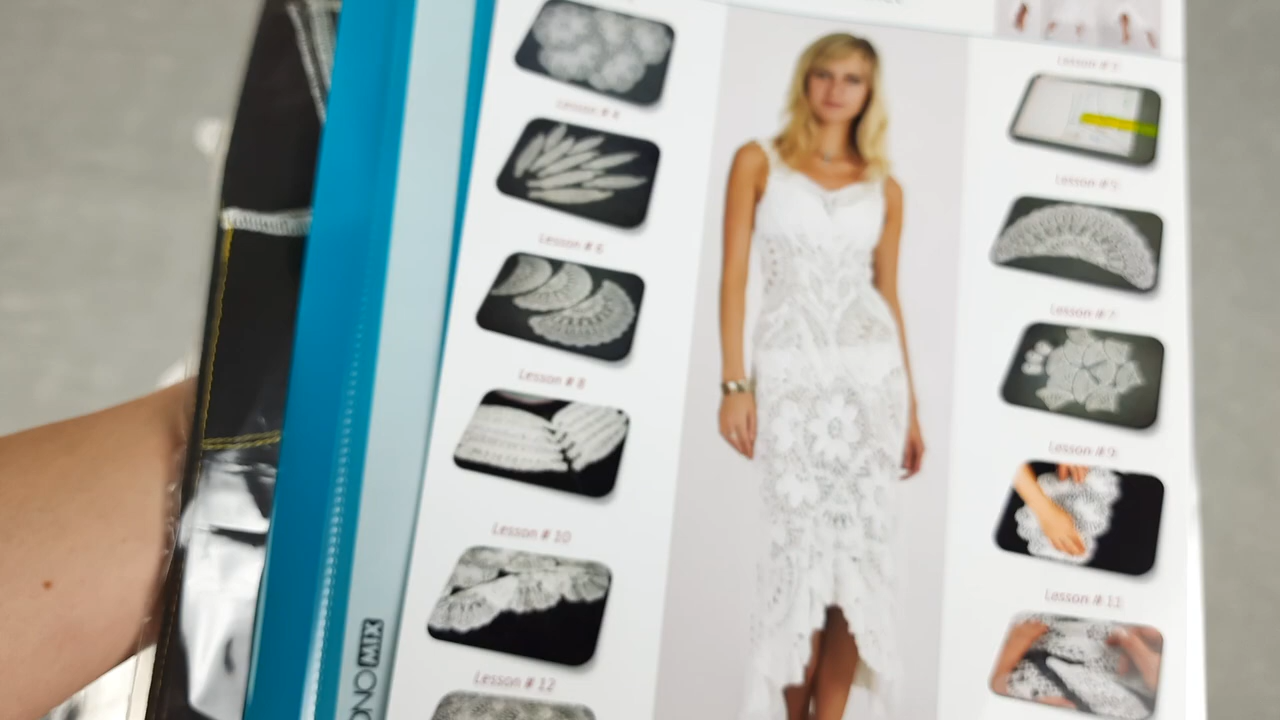 Lesson # 4
Lesson # 6
Lesson # 8
Lesson # 10
Lesson # 12
Lesson # 3
Lesson # 5
Lesson # 7
Lesson # 9
Lesson # 11
MIX